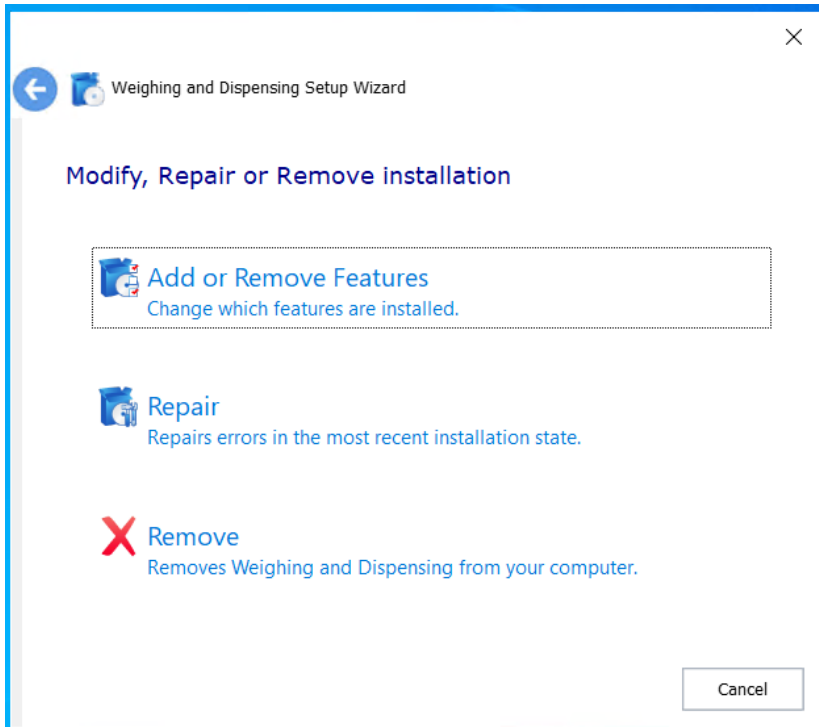 Weighing and Dispensing Setup Wizard
Modify, Repair or Remove installation
Add or Remove Features
Change which features are installed.
Repair
Repairs errors in the most recent installation state.
Remove
Removes Weighing and Dispensing from your computer.
Cancel